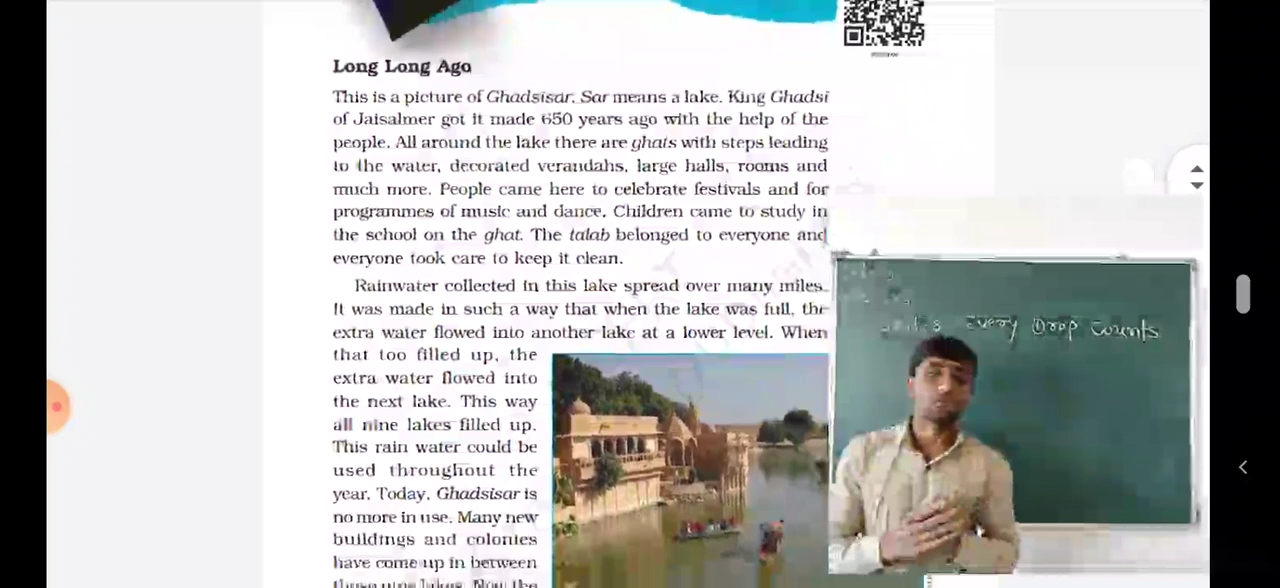 Long Long Ago
This is a picture of Ghadsisar. Sar means a lake. King Ghadsi
of Jaisalmer got it made 650 years ago with the help of the
people. All around the lake there are ghats with steps leading
to the water, decorated verandahs, large halls, rooms and
much more. People came here to celebrate festivals and for
programmes of music and dance. Children came to study in
the school on the ghat. The talab belonged to everyone and
everyone took care to keep it clean.
Rainwater collected in this lake spread over many miles.
It was made in such a way that when the lake was full, the
extra water flowed into another lake at a lower level. When
that too filled up, the
extra water flowed into
the next lake. This way
all nine lakes filled up.
This rain water could be
used throughout the
year. Today, Ghadsisar is
no more in use. Many new
buildings and colonies
have come up in between
Every Drop Counts